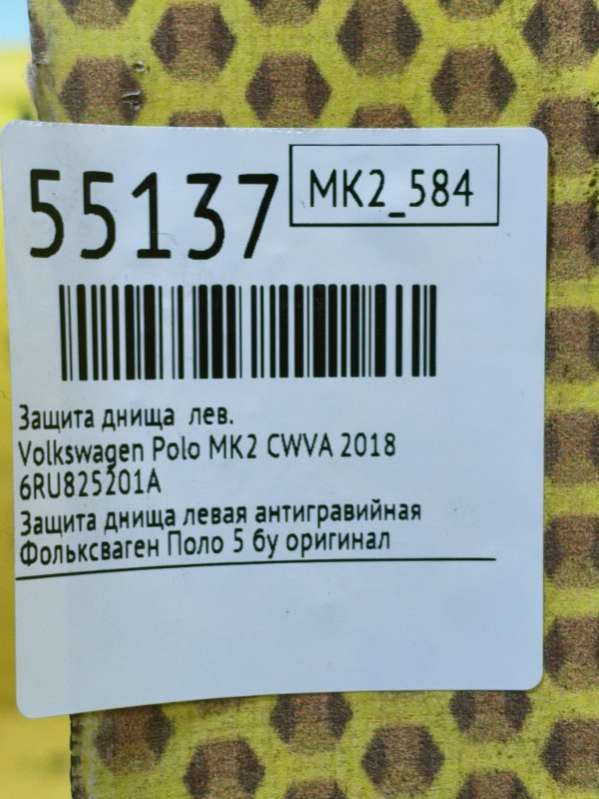 55137
МК2_584
Защита днища лев.
Volkswagen Polo MK2 CWVA 2018
6RU825201A
Защита днища левая антигравийная
Фольксваген Поло 5 бу оригинал